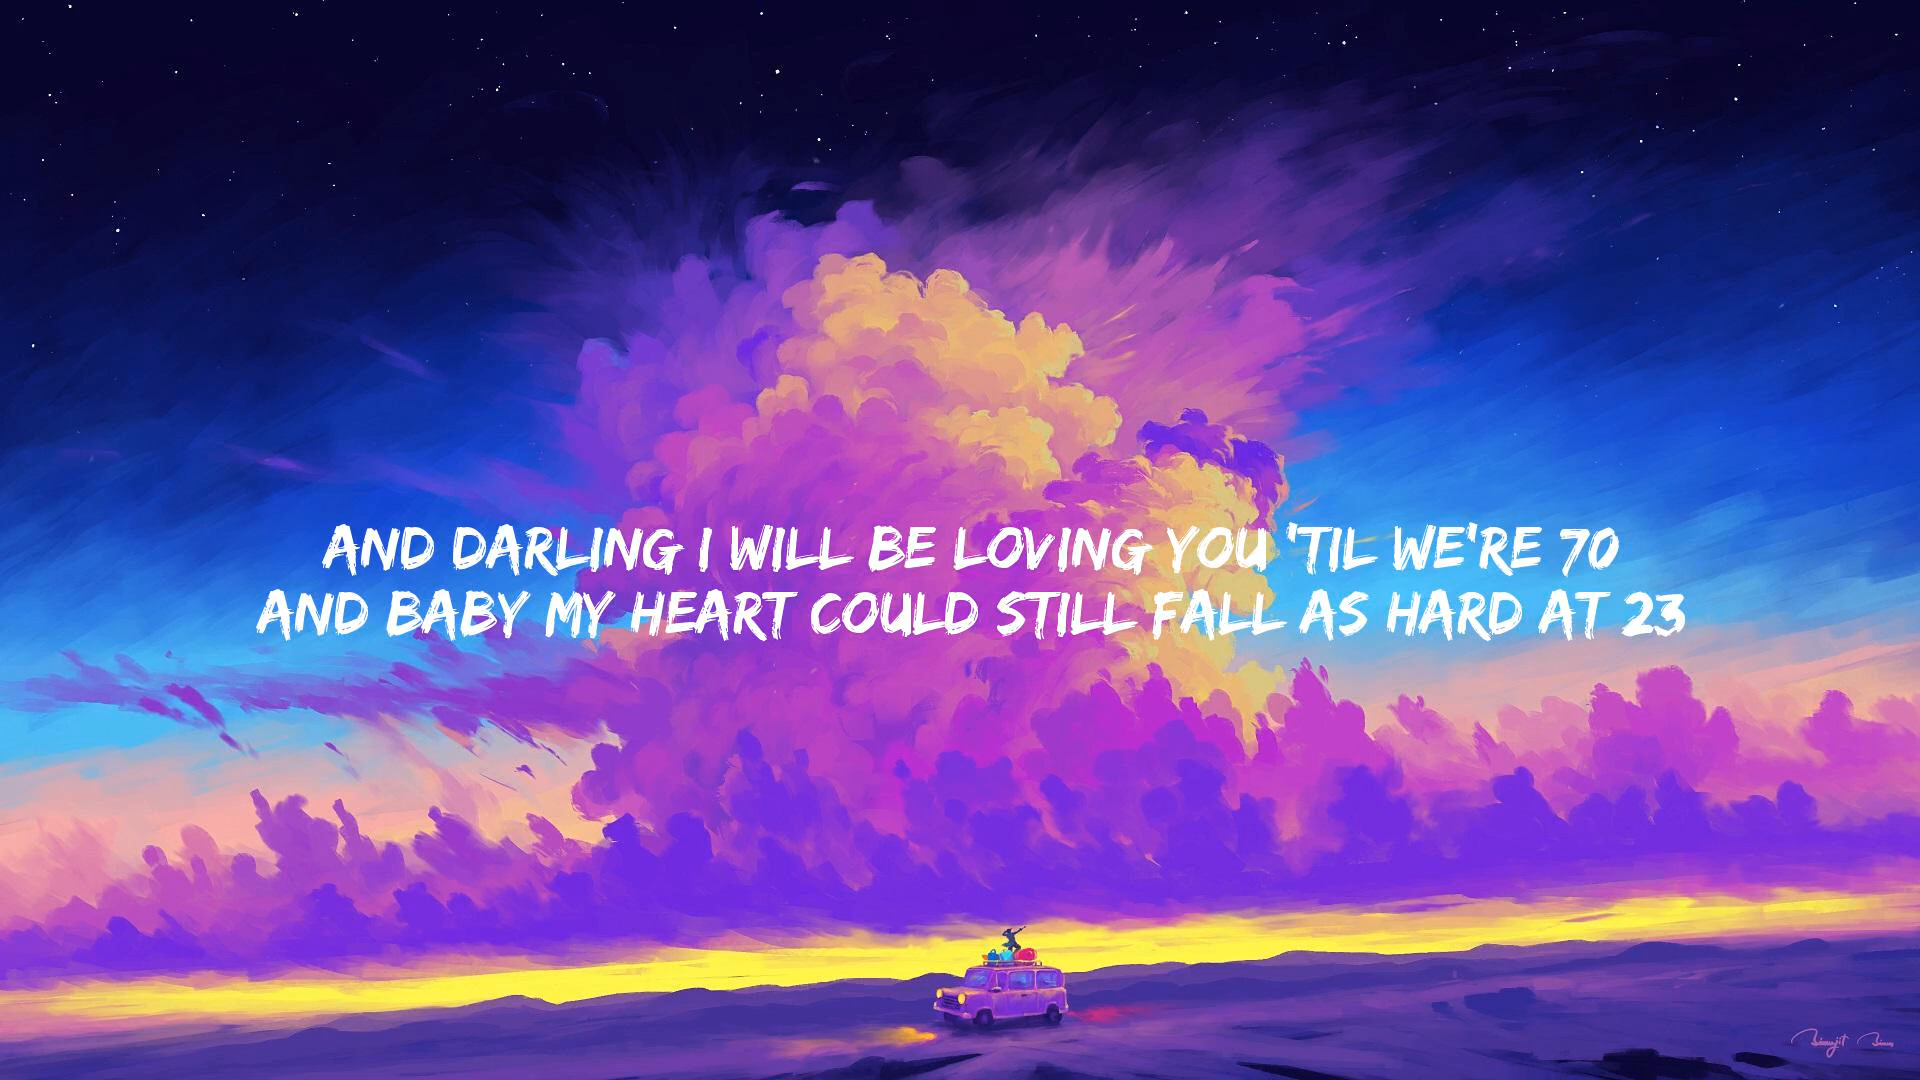 AND DARLING I WILL BE LOVING YOU 'TIL WE'RE 70
AND BABY MY HEART COULD STILL FALL AS HARD AT 23